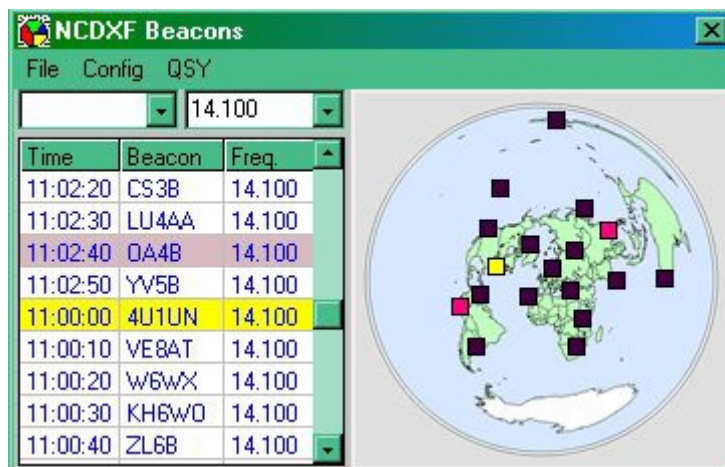 NCDXF Beacons
File Config QSY
14.100
Time Beacon Freq.
11:02:20 CS3B 14.100
11:02:30 LU4AA 14.100
11:02:40 OA4B 14.100
11:02:50 YV5B 14.100
11:00:00 4U1UN 14.100
11:00:10 VE8AT 14.100
11:00:20 W6WX 14.100
11:00:30 KH6WO 14.100
11:00:40 ZL6B 14.100